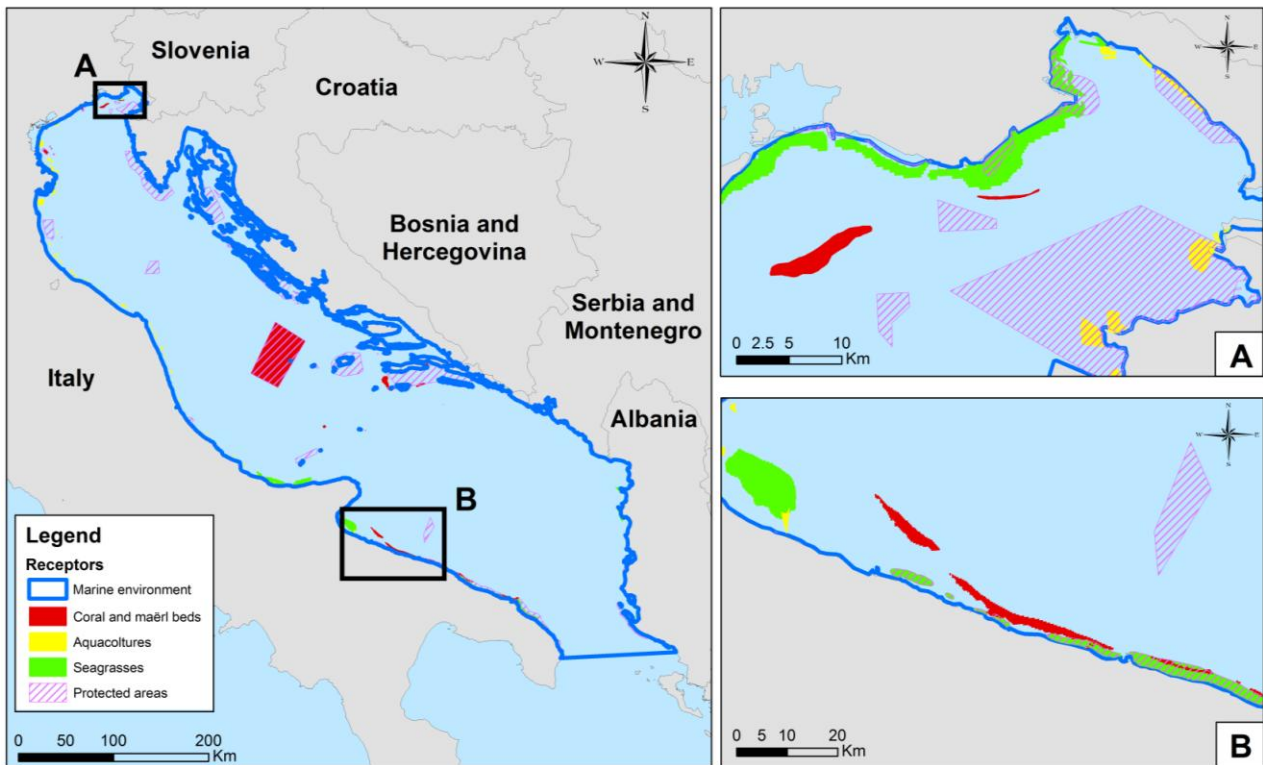 Slovenia
Croatia
A
N
W
E
S
Bosnia and
Hercegovina
Serbia and
Montenegro
Italy
Albania
B
Legend
Receptors
Marine environment
Coral and maërl beds
Aquacoltures
Seagrasses
Protected areas
0 50 100 200
Km
N
W
E
S
0 2.5 5 10
Km
A
N
W
E
S
0 5 10 20
Km
B